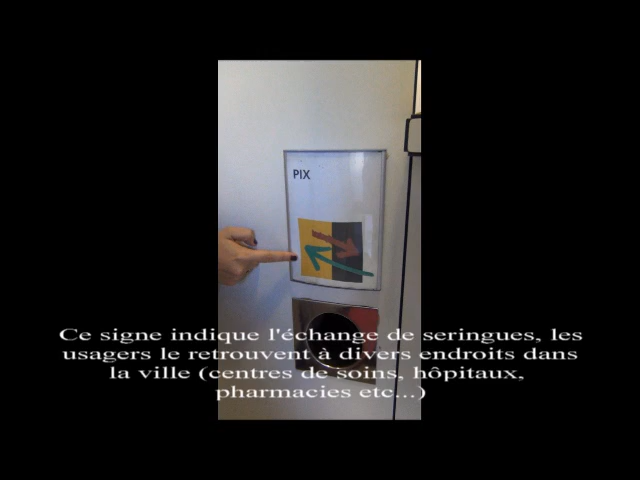 PIX
Ce signe indique l'échange de seringues, les
usagers le retrouvent à divers endroits dans
la ville (centres de soins, hôpitaux,
pharmacies etc...)